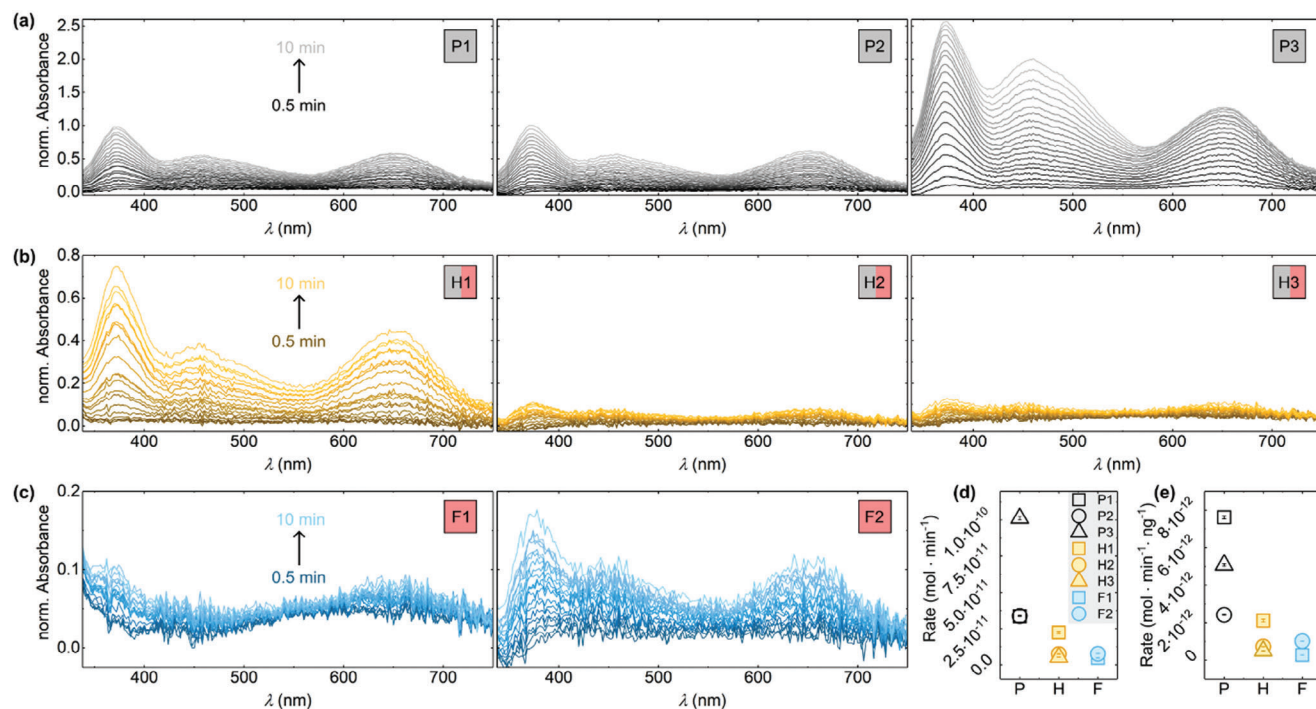 (a)
norm. Absorbance
2.5
2.0
1.5
1.0
0.5
0.0
10 min
0.5 min
P1
P2
P3
400 500 600 700
400 500 600 700
400 500 600 700
λ (nm)
λ (nm)
λ (nm)
(b)
norm. Absorbance
0.8
0.6
0.4
0.2
0.0
10 min
0.5 min
H1
H2
H3
400 500 600 700
400 500 600 700
400 500 600 700
λ (nm)
λ (nm)
λ (nm)
(c)
norm. Absorbance
0.2
0.1
0.0
10 min
0.5 min
F1
F2
400 500 600 700
400 500 600 700
λ (nm)
λ (nm)
(d)
Rate (mol · min⁻¹)
1.0·10⁻¹⁰
7.5·10⁻¹¹
5.0·10⁻¹¹
2.5·10⁻¹¹
0.0
P1
P2
P3
H1
H2
H3
F1
F2
P H F
(e)
Rate (mol · min⁻¹ · ng⁻¹)
8·10⁻¹²
6·10⁻¹²
4·10⁻¹²
2·10⁻¹²
0
P H F